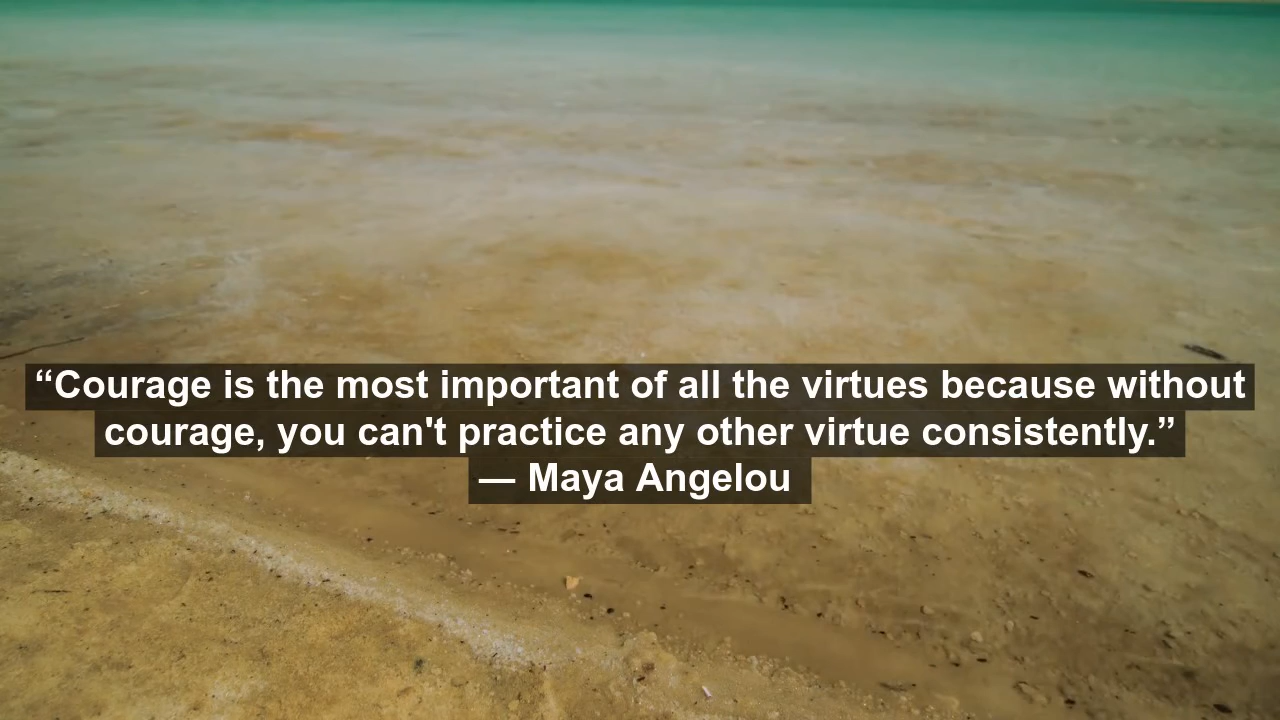 “Courage is the most important of all the virtues because without
courage, you can't practice any other virtue consistently.”
— Maya Angelou